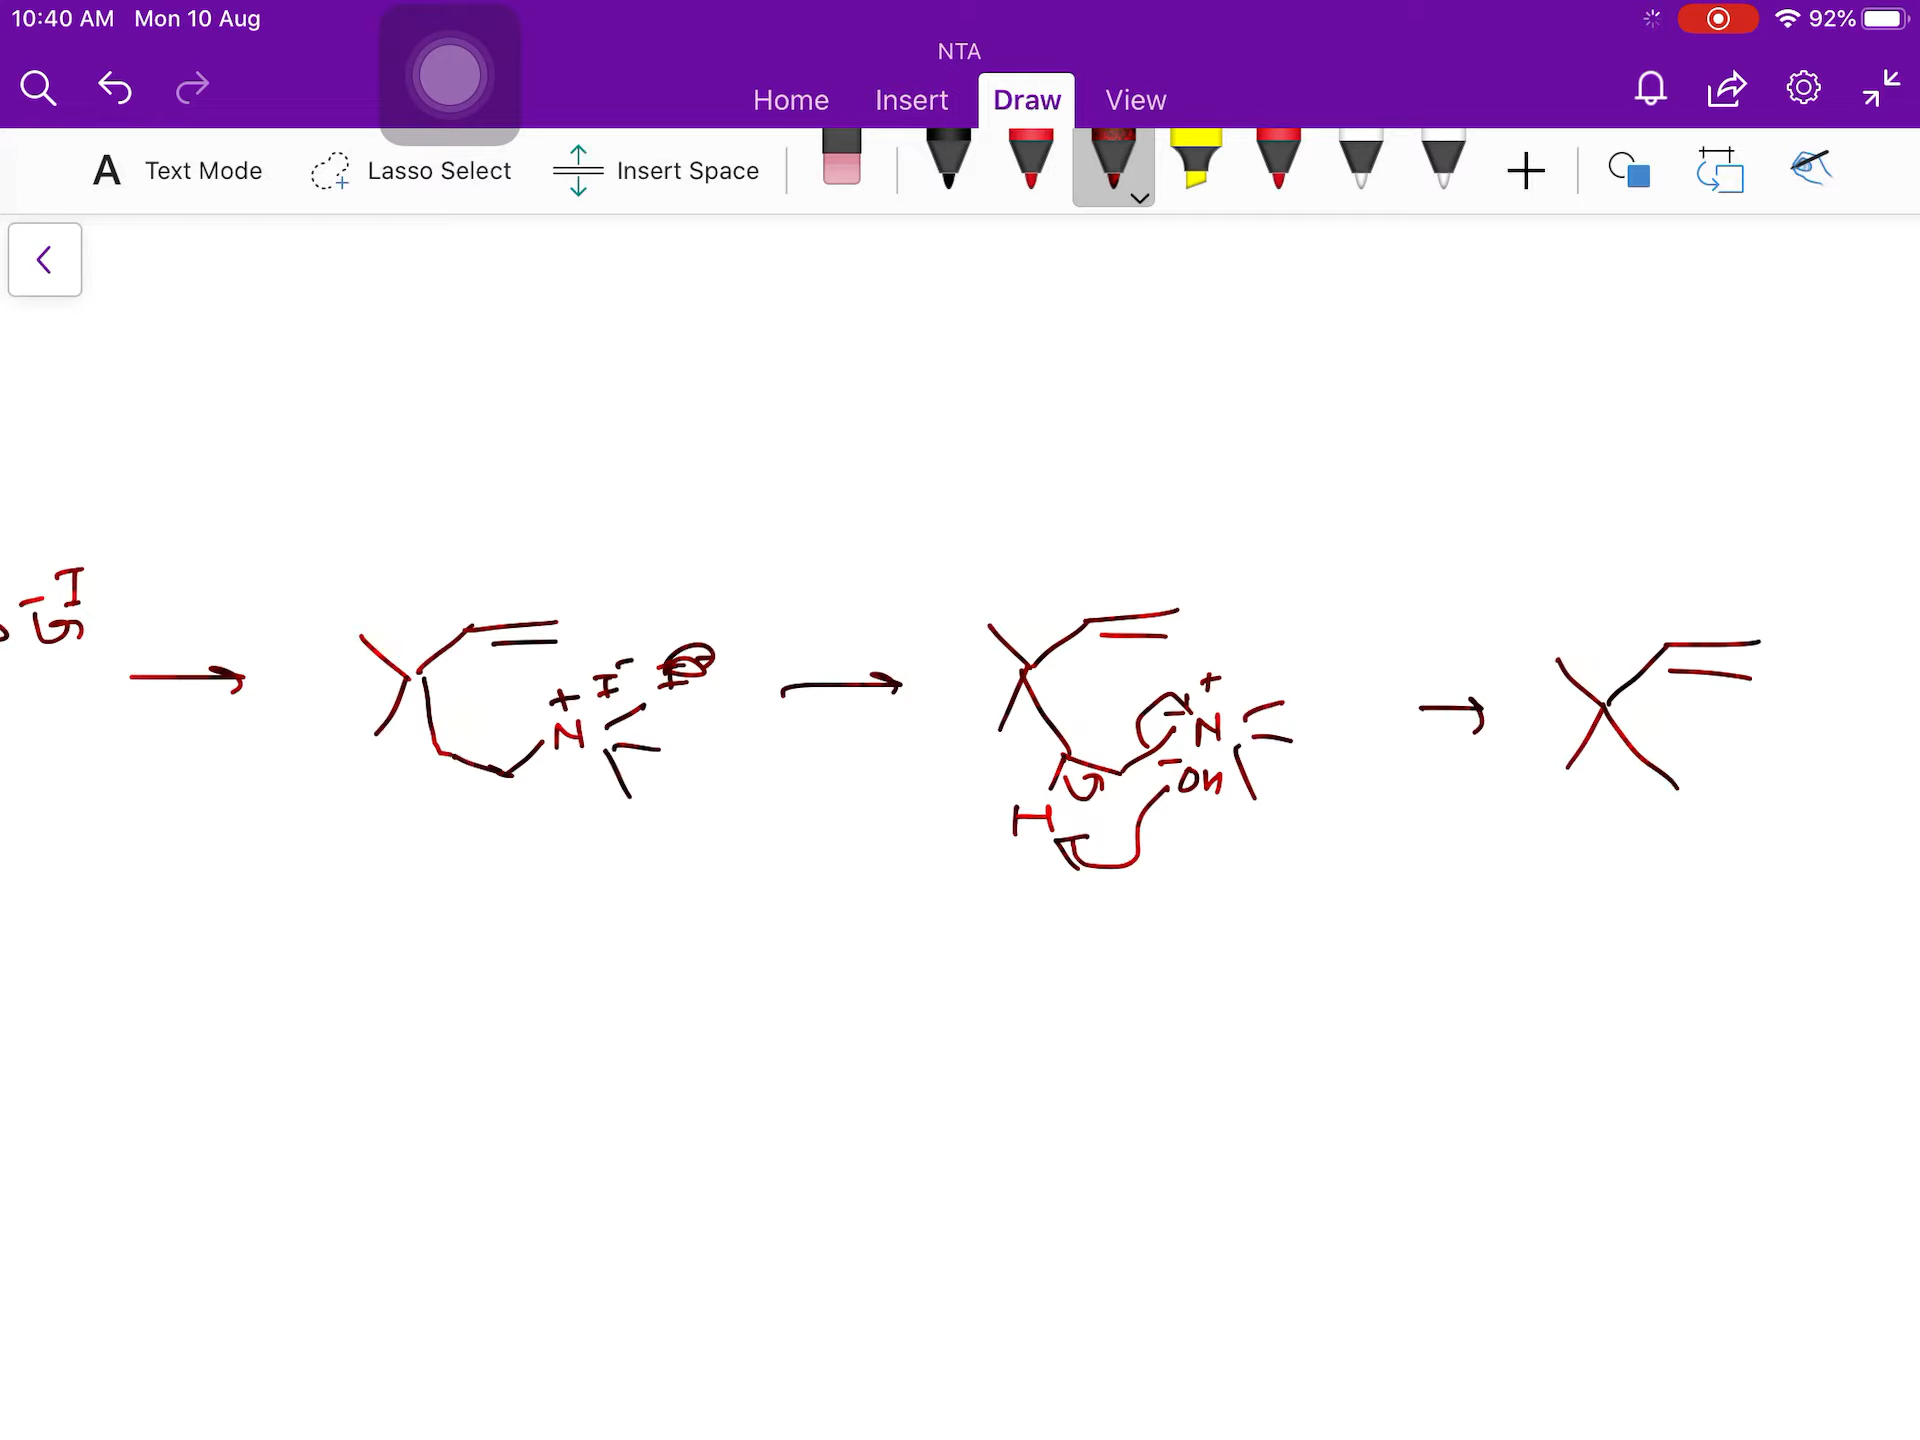 10:40 AM Mon 10 Aug
92%
NTA
Home Insert Draw View
A Text Mode Lasso Select Insert Space
I
+ I⁻
N
+
N
⁻OH
H